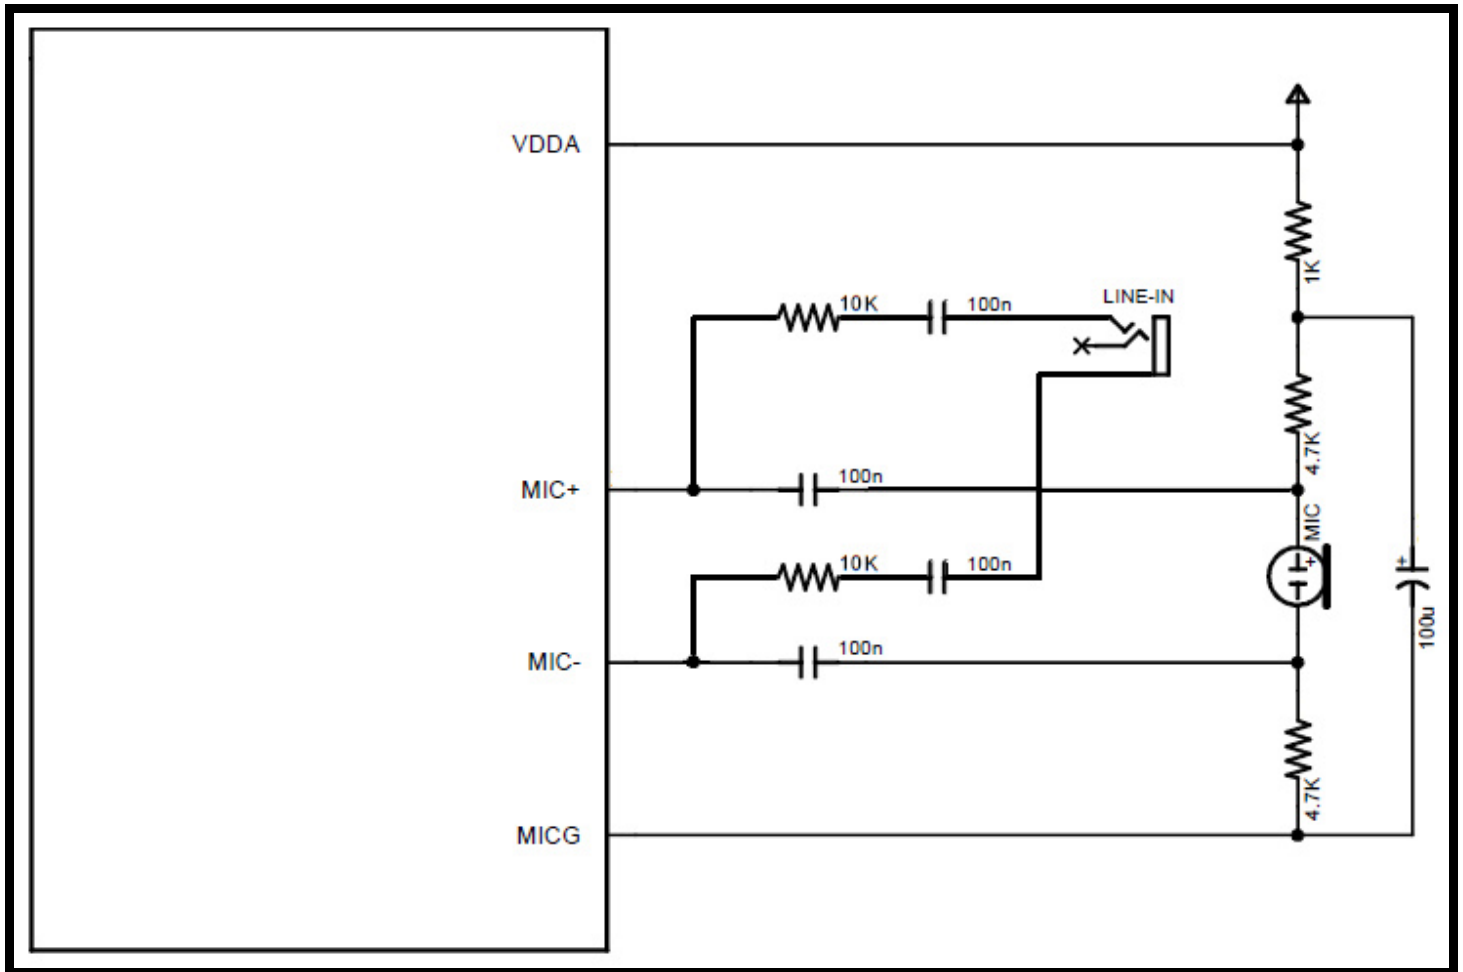 VDDA
1K
LINE-IN
10K
100n
4.7K
MIC+
100n
MIC
+
10K
100n
+
100u
MIC-
100n
4.7K
MICG